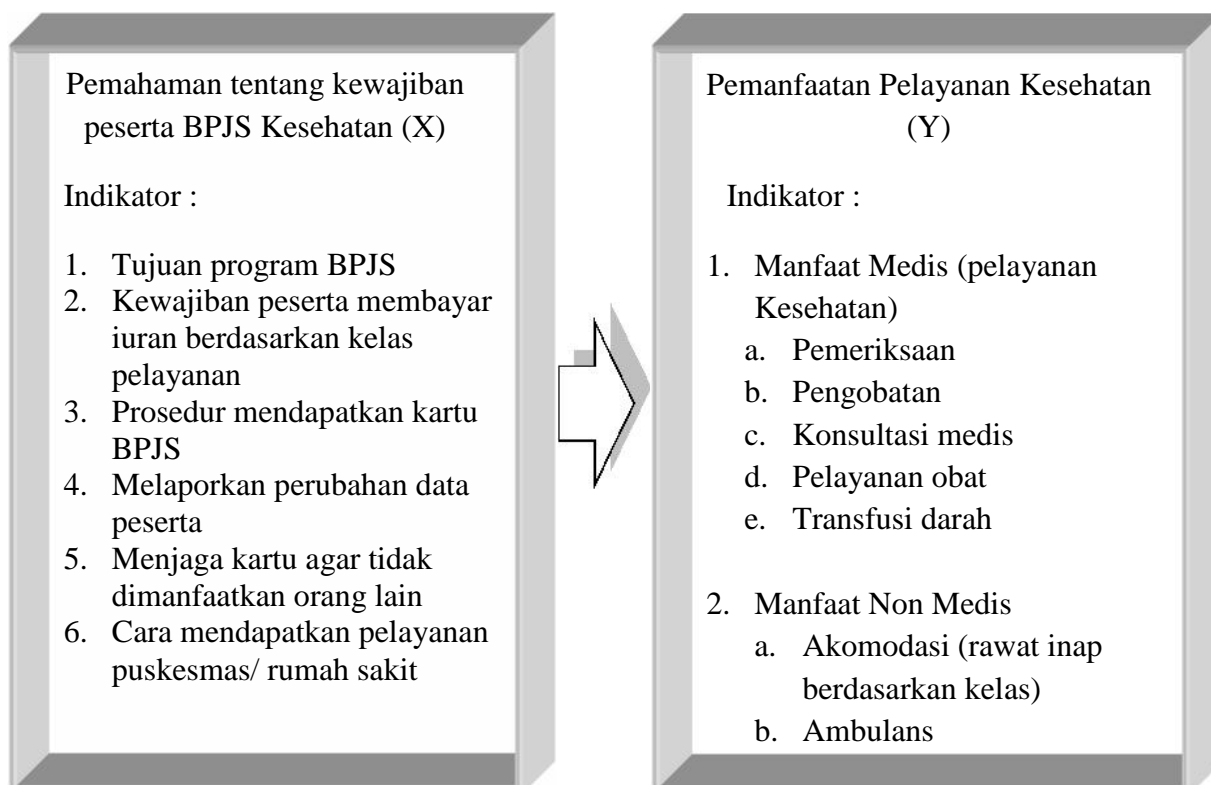 Pemahaman tentang kewajiban
peserta BPJS Kesehatan (X)
Indikator :
1. Tujuan program BPJS
2. Kewajiban peserta membayar
iuran berdasarkan kelas
pelayanan
3. Prosedur mendapatkan kartu
BPJS
4. Melaporkan perubahan data
peserta
5. Menjaga kartu agar tidak
dimanfaatkan orang lain
6. Cara mendapatkan pelayanan
puskesmas/ rumah sakit
Pemanfaatan Pelayanan Kesehatan
(Y)
Indikator :
1. Manfaat Medis (pelayanan
Kesehatan)
a. Pemeriksaan
b. Pengobatan
c. Konsultasi medis
d. Pelayanan obat
e. Transfusi darah
2. Manfaat Non Medis
a. Akomodasi (rawat inap
berdasarkan kelas)
b. Ambulans